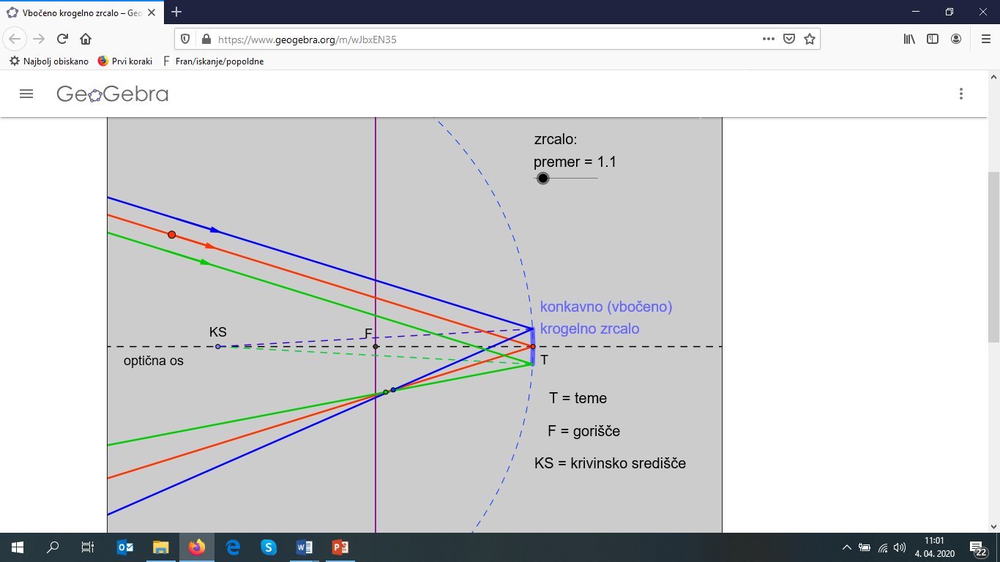 Vbočeno krogelno zrcalo – Geo
https://www.geogebra.org/m/wJbxEN35
Najbolj obiskano
Prvi koraki
F Fran/iskanje/popoldne
GeoGebra
zrcalo:
premer = 1.1
konkavno (vbočeno)
krogelno zrcalo
KS
F
optična os
T
T = teme
F = gorišče
KS = krivinsko središče
11:01
4. 04. 2020
22